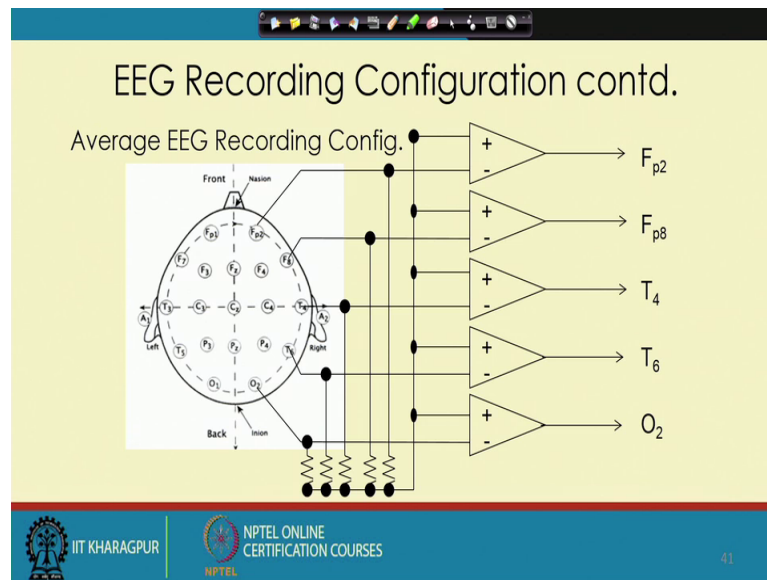 EEG Recording Configuration contd.
Average EEG Recording Config.
Front
Nasion
Fp1 Fp2
F7 F3 Fz F4 F8
A1 T3 C3 Cz C4 T4 A2
Left T5 P3 Pz P4 T6 Right
O1 O2
Back
Inion
+
-
Fp2
+
-
Fp8
+
-
T4
+
-
T6
+
-
O2
IIT KHARAGPUR
NPTEL
NPTEL ONLINE
CERTIFICATION COURSES
41